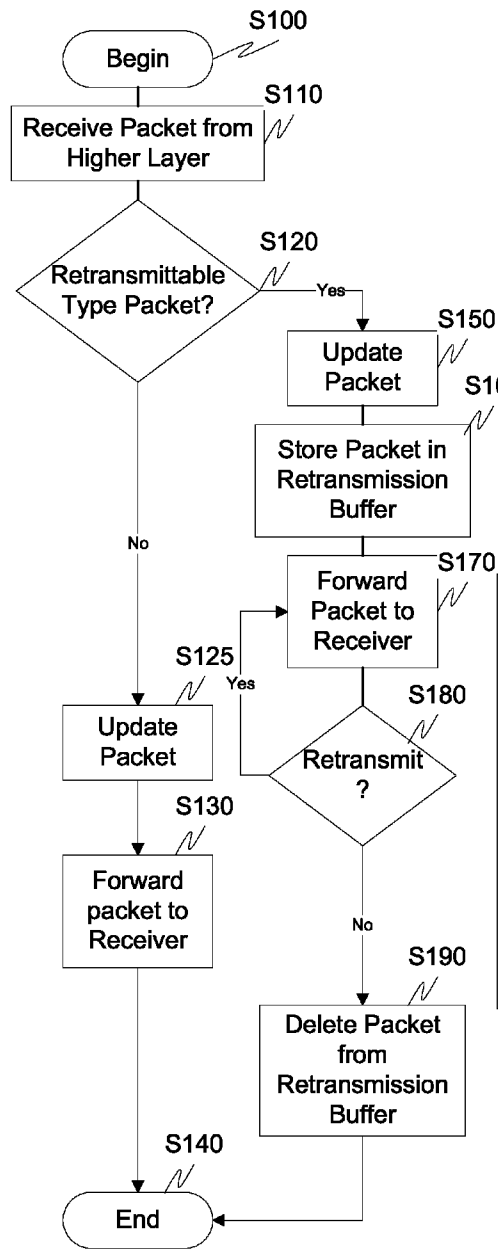 S100
Begin
S110
Receive Packet from
Higher Layer
S120
Retransmittable
Type Packet?
Yes
S150
Update
Packet
Store Packet in
Retransmission
Buffer
No
S170
Forward
Packet to
Receiver
S125
Yes
Update
Packet
S180
Retransmit
?
S130
Forward
packet to
Receiver
No
S190
Delete Packet
from
Retransmission
Buffer
S140
End